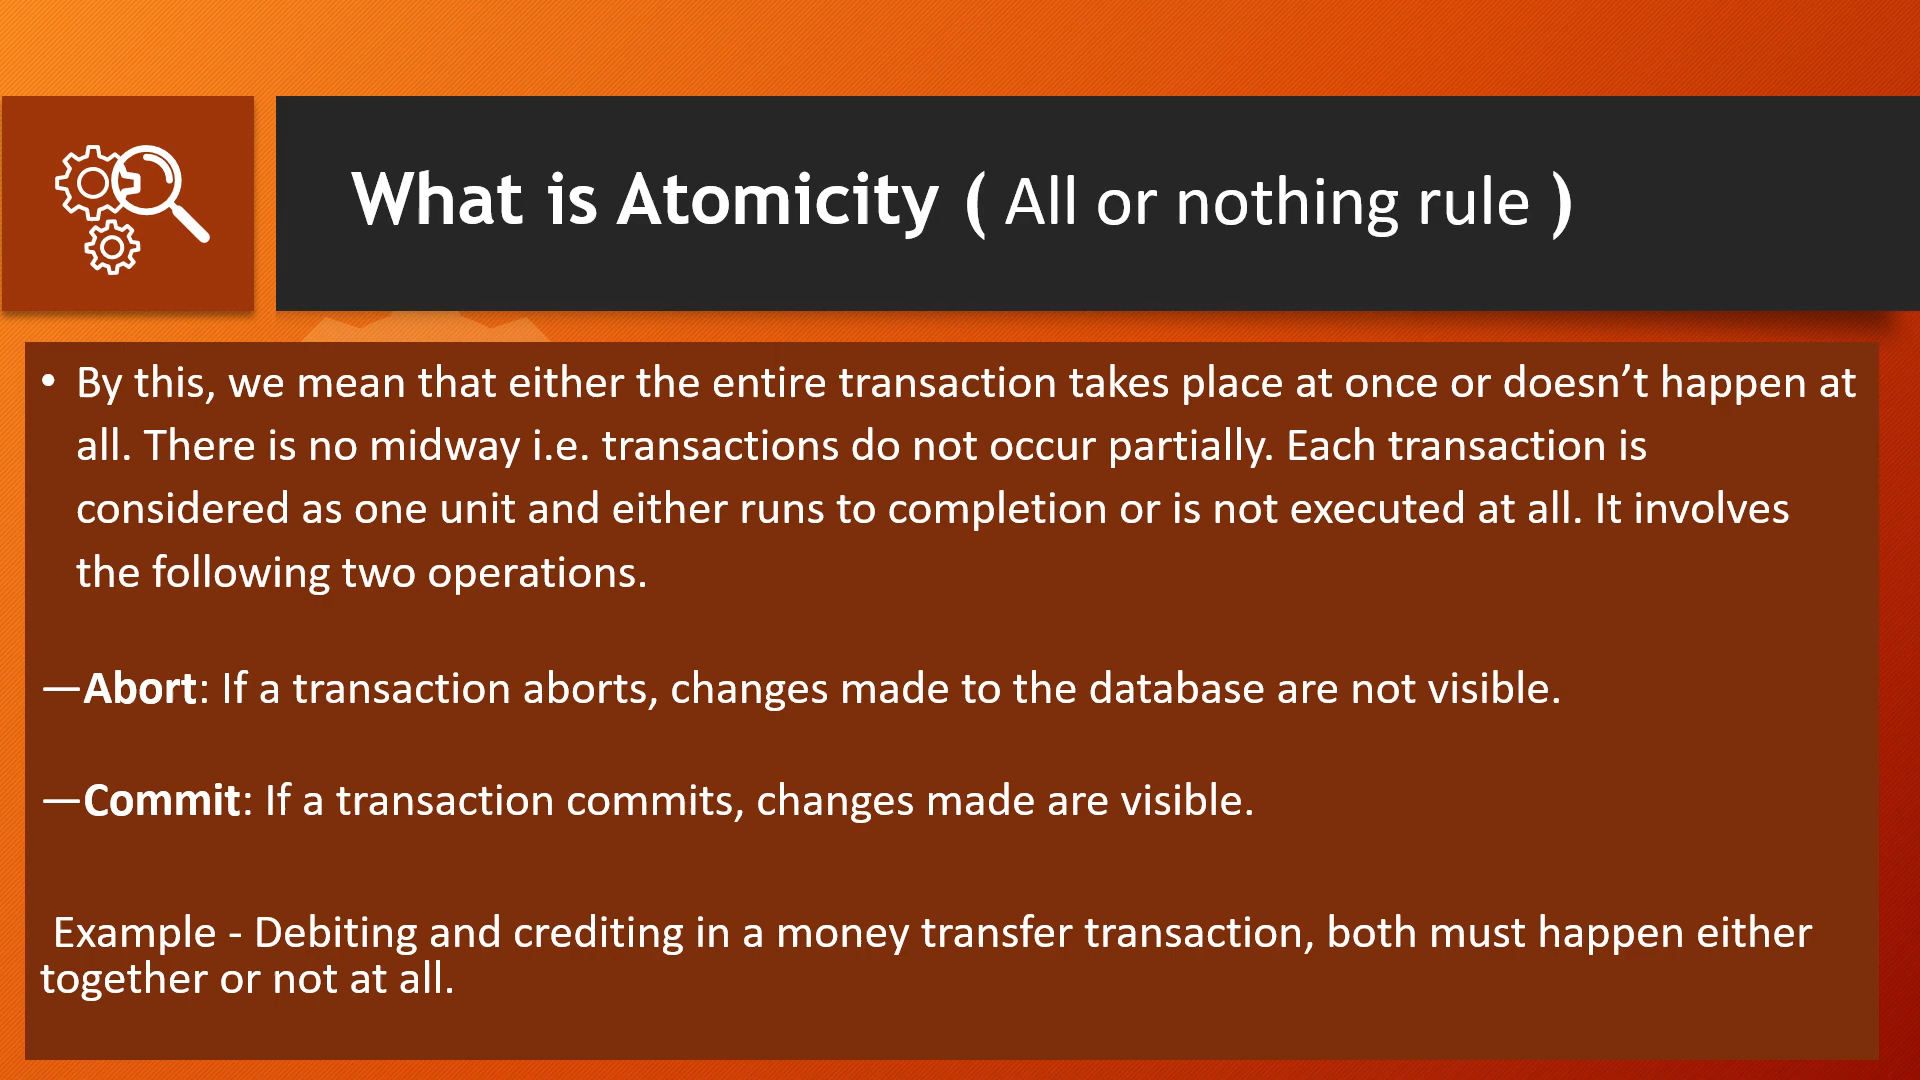 What is Atomicity ( All or nothing rule )
• By this, we mean that either the entire transaction takes place at once or doesn’t happen at
all. There is no midway i.e. transactions do not occur partially. Each transaction is
considered as one unit and either runs to completion or is not executed at all. It involves
the following two operations.
—Abort: If a transaction aborts, changes made to the database are not visible.
—Commit: If a transaction commits, changes made are visible.
Example - Debiting and crediting in a money transfer transaction, both must happen either
together or not at all.